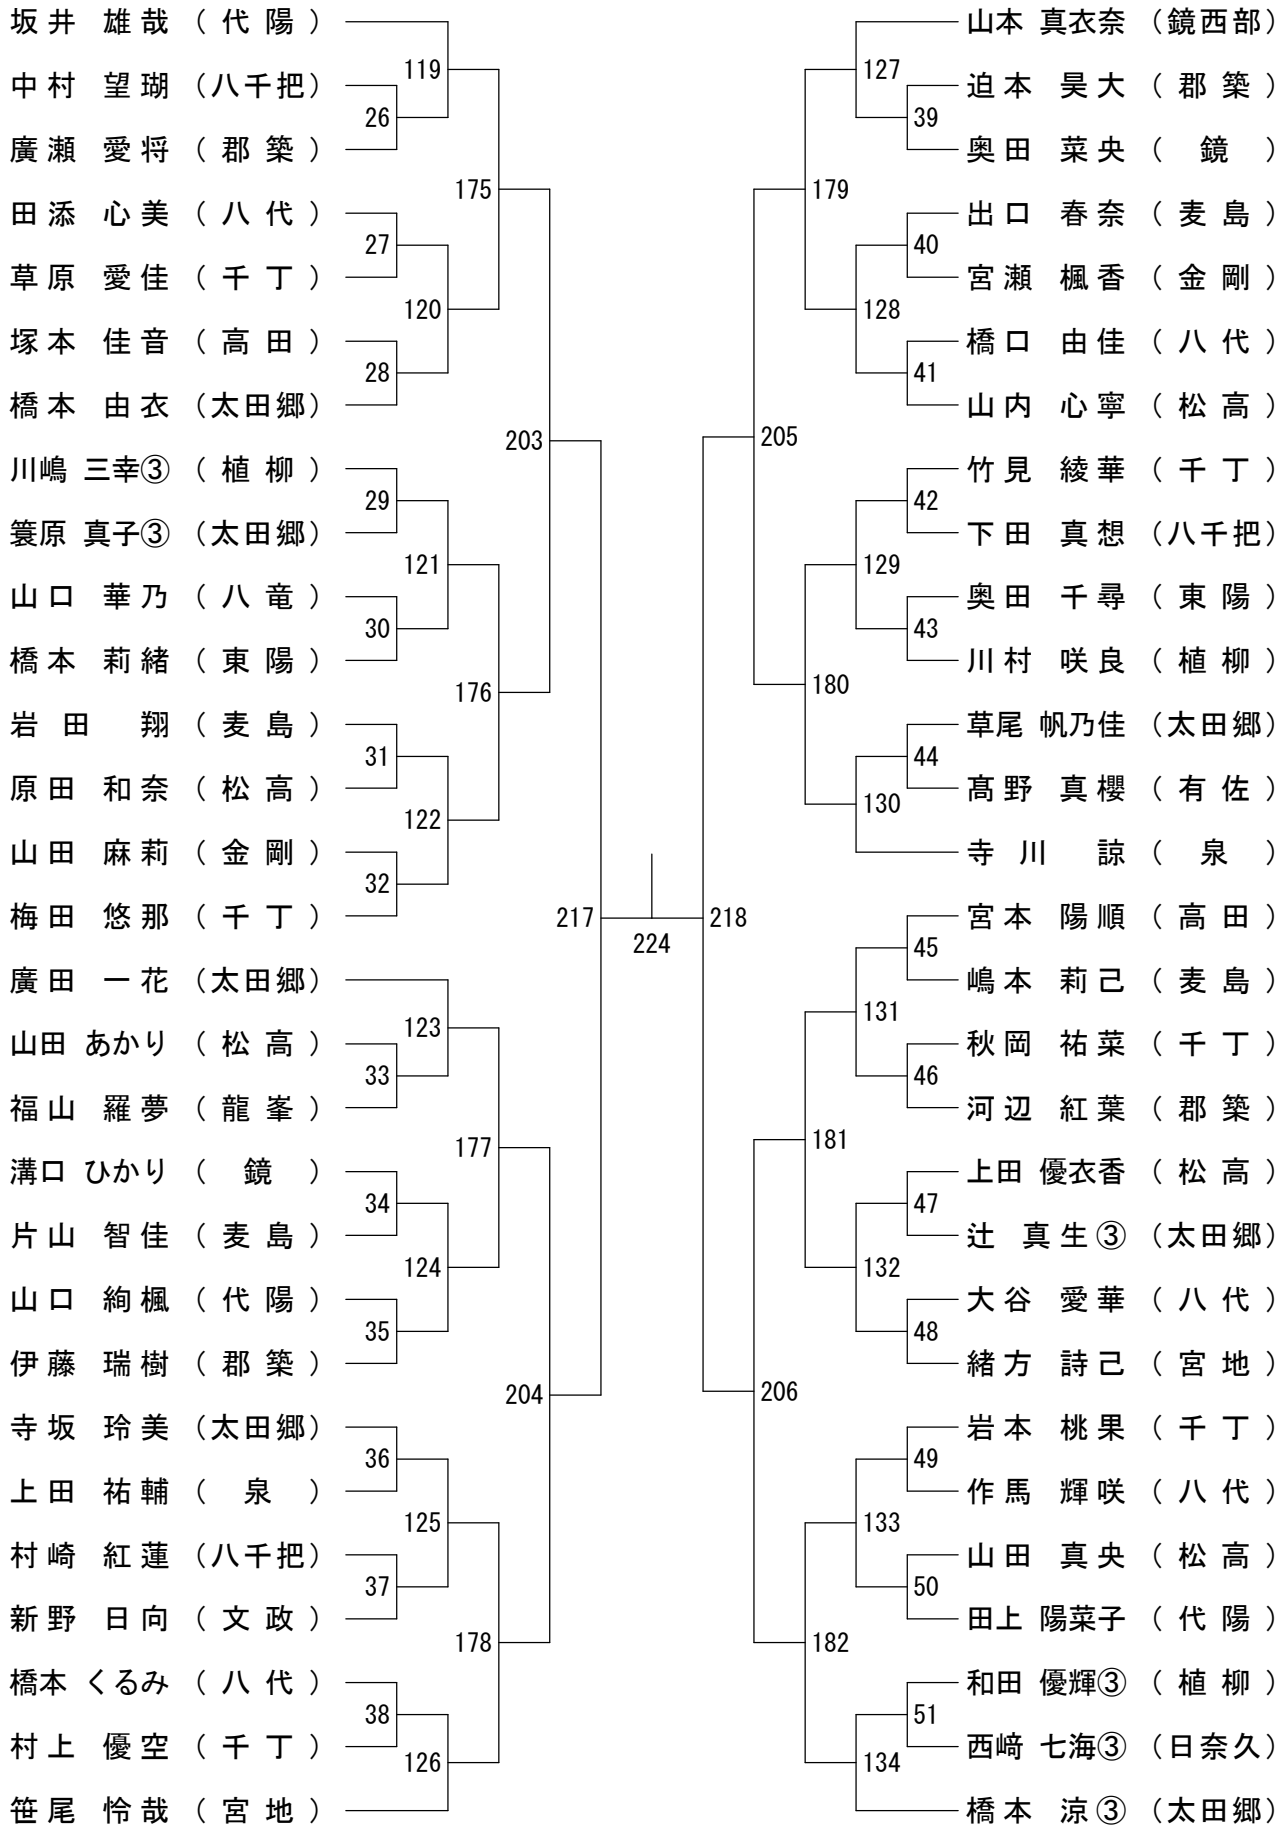 坂井 雄哉 （代陽）
119
中村 望瑚 （八千把）
26
廣瀬 愛将 （郡築）
175
田添 心美 （八代）
27
草原 愛佳 （千丁）
120
塚本 佳音 （高田）
28
橋本 由衣 （太田郷）
203
川嶋 三幸③ （植柳）
29
簑原 真子③ （太田郷）
121
山口 華乃 （八竜）
30
橋本 莉緒 （東陽）
176
岩田 翔 （麦島）
31
原田 和奈 （松高）
122
山田 麻莉 （金剛）
32
梅田 悠那 （千丁）
217
224
廣田 一花 （太田郷）
123
山田 あかり （松高）
33
福山 羅夢 （龍峯）
177
溝口 ひかり （鏡）
34
片山 智佳 （麦島）
124
山口 絢楓 （代陽）
35
伊藤 瑞樹 （郡築）
204
寺坂 玲美 （太田郷）
36
上田 祐輔 （泉）
125
村崎 紅蓮 （八千把）
37
新野 日向 （文政）
178
橋本 くるみ （八代）
38
村上 優空 （千丁）
126
笹尾 怜哉 （宮地）
山本 真衣奈 （鏡西部）
127
迫本 昊大 （郡築）
39
奥田 菜央 （鏡）
179
出口 春奈 （麦島）
40
宮瀬 楓香 （金剛）
128
橋口 由佳 （八代）
41
山内 心寧 （松高）
205
竹見 綾華 （千丁）
42
下田 真想 （八千把）
129
奥田 千尋 （東陽）
43
川村 咲良 （植柳）
180
草尾 帆乃佳 （太田郷）
44
髙野 真櫻 （有佐）
130
寺川 諒 （泉）
218
宮本 陽順 （高田）
45
嶋本 莉己 （麦島）
131
秋岡 祐菜 （千丁）
46
河辺 紅葉 （郡築）
181
上田 優衣香 （松高）
47
辻 真生③ （太田郷）
132
大谷 愛華 （八代）
48
緒方 詩己 （宮地）
206
岩本 桃果 （千丁）
49
作馬 輝咲 （八代）
133
山田 真央 （松高）
50
田上 陽菜子 （代陽）
182
和田 優輝③ （植柳）
51
西﨑 七海③ （日奈久）
134
橋本 涼③ （太田郷）